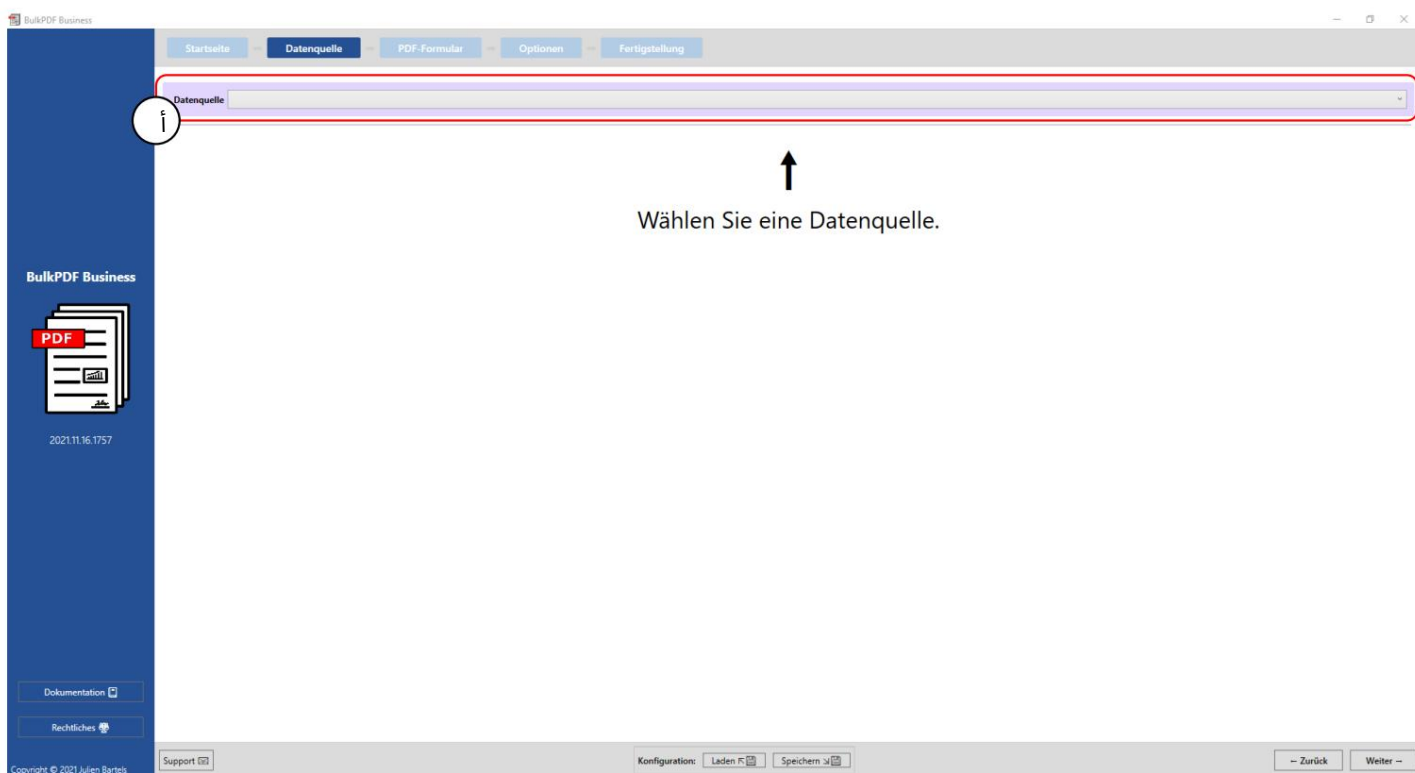 BulkPDF Business
Startseite Datenquelle PDF-Formular Optionen Fertigstellung
Datenquelle
أ
Wählen Sie eine Datenquelle.
BulkPDF Business
PDF
2021.11.16.1757
Dokumentation
Rechtliches
Copyright © 2021 Julien Bartels
Support
Konfiguration: Laden Speichern
← Zurück Weiter →